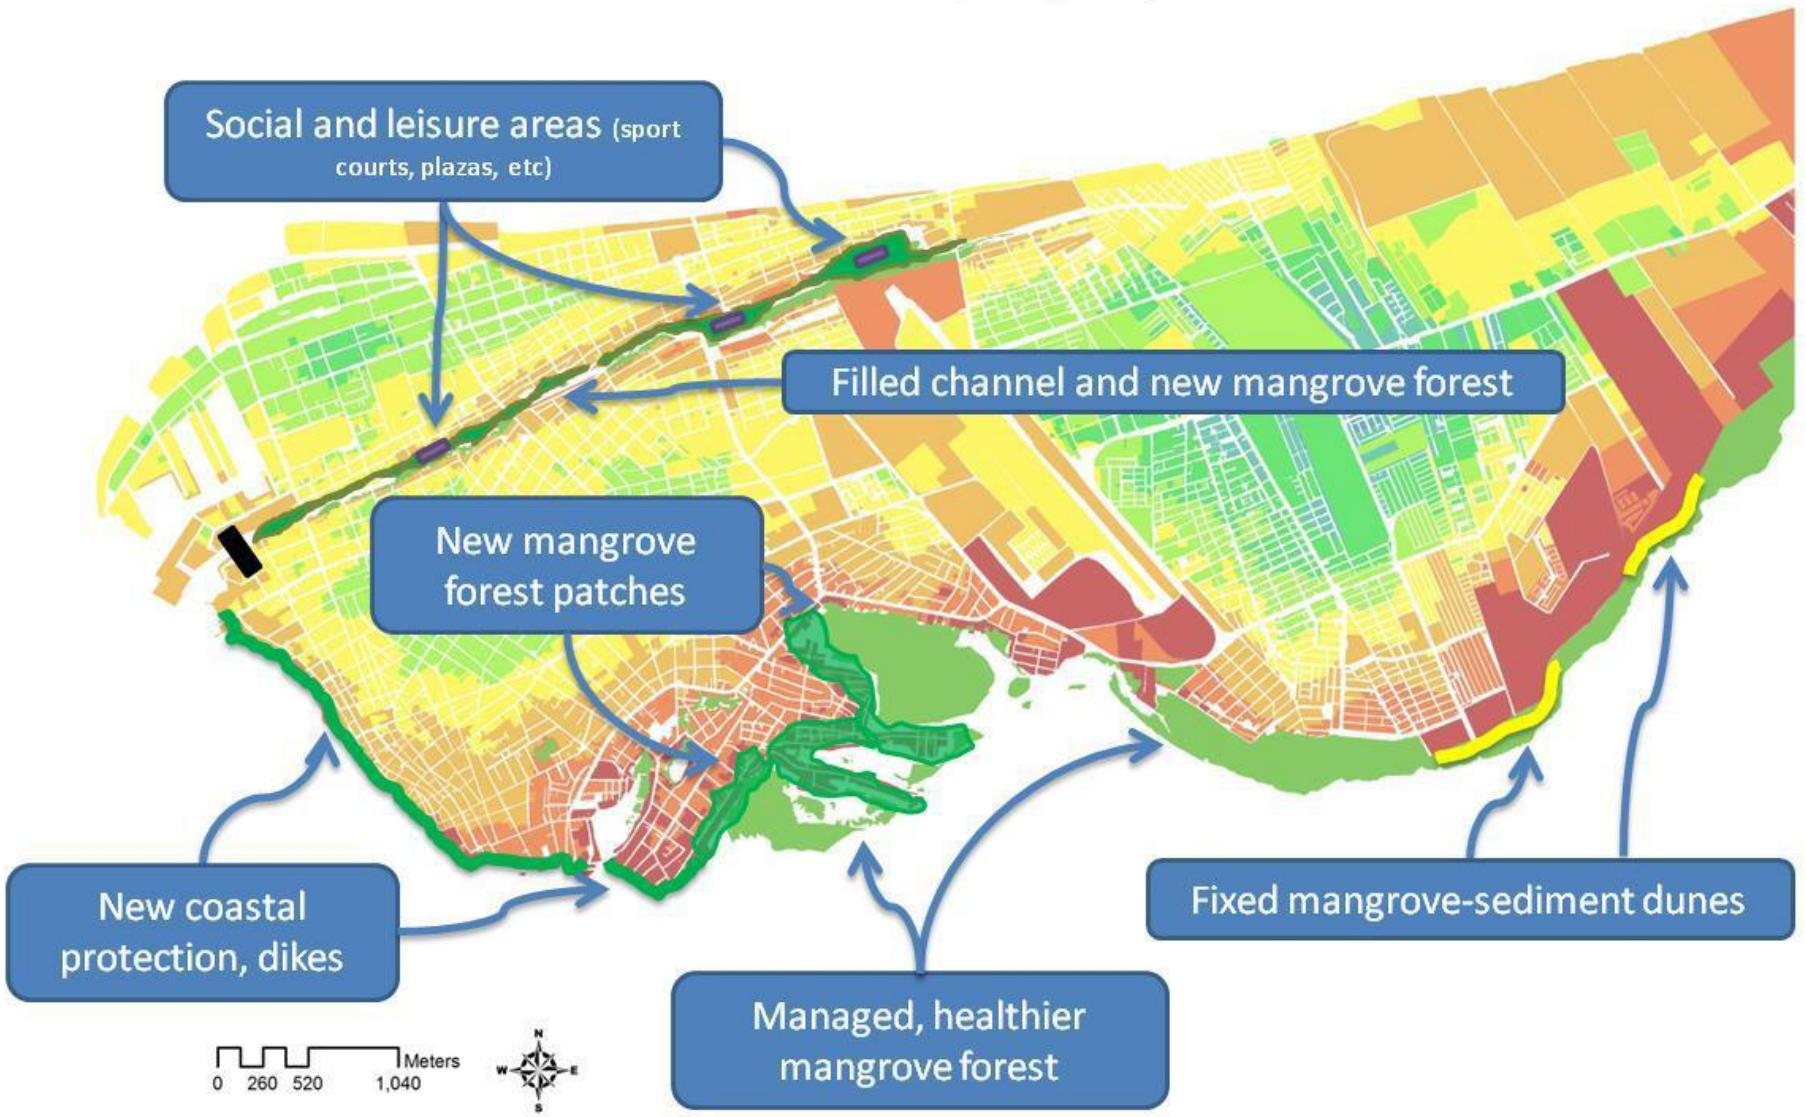 Social and leisure areas (sport
courts, plazas, etc)
Filled channel and new mangrove forest
New mangrove
forest patches
New coastal
protection, dikes
Fixed mangrove-sediment dunes
Managed, healthier
mangrove forest
Meters
0 260 520 1,040
N
W E
S